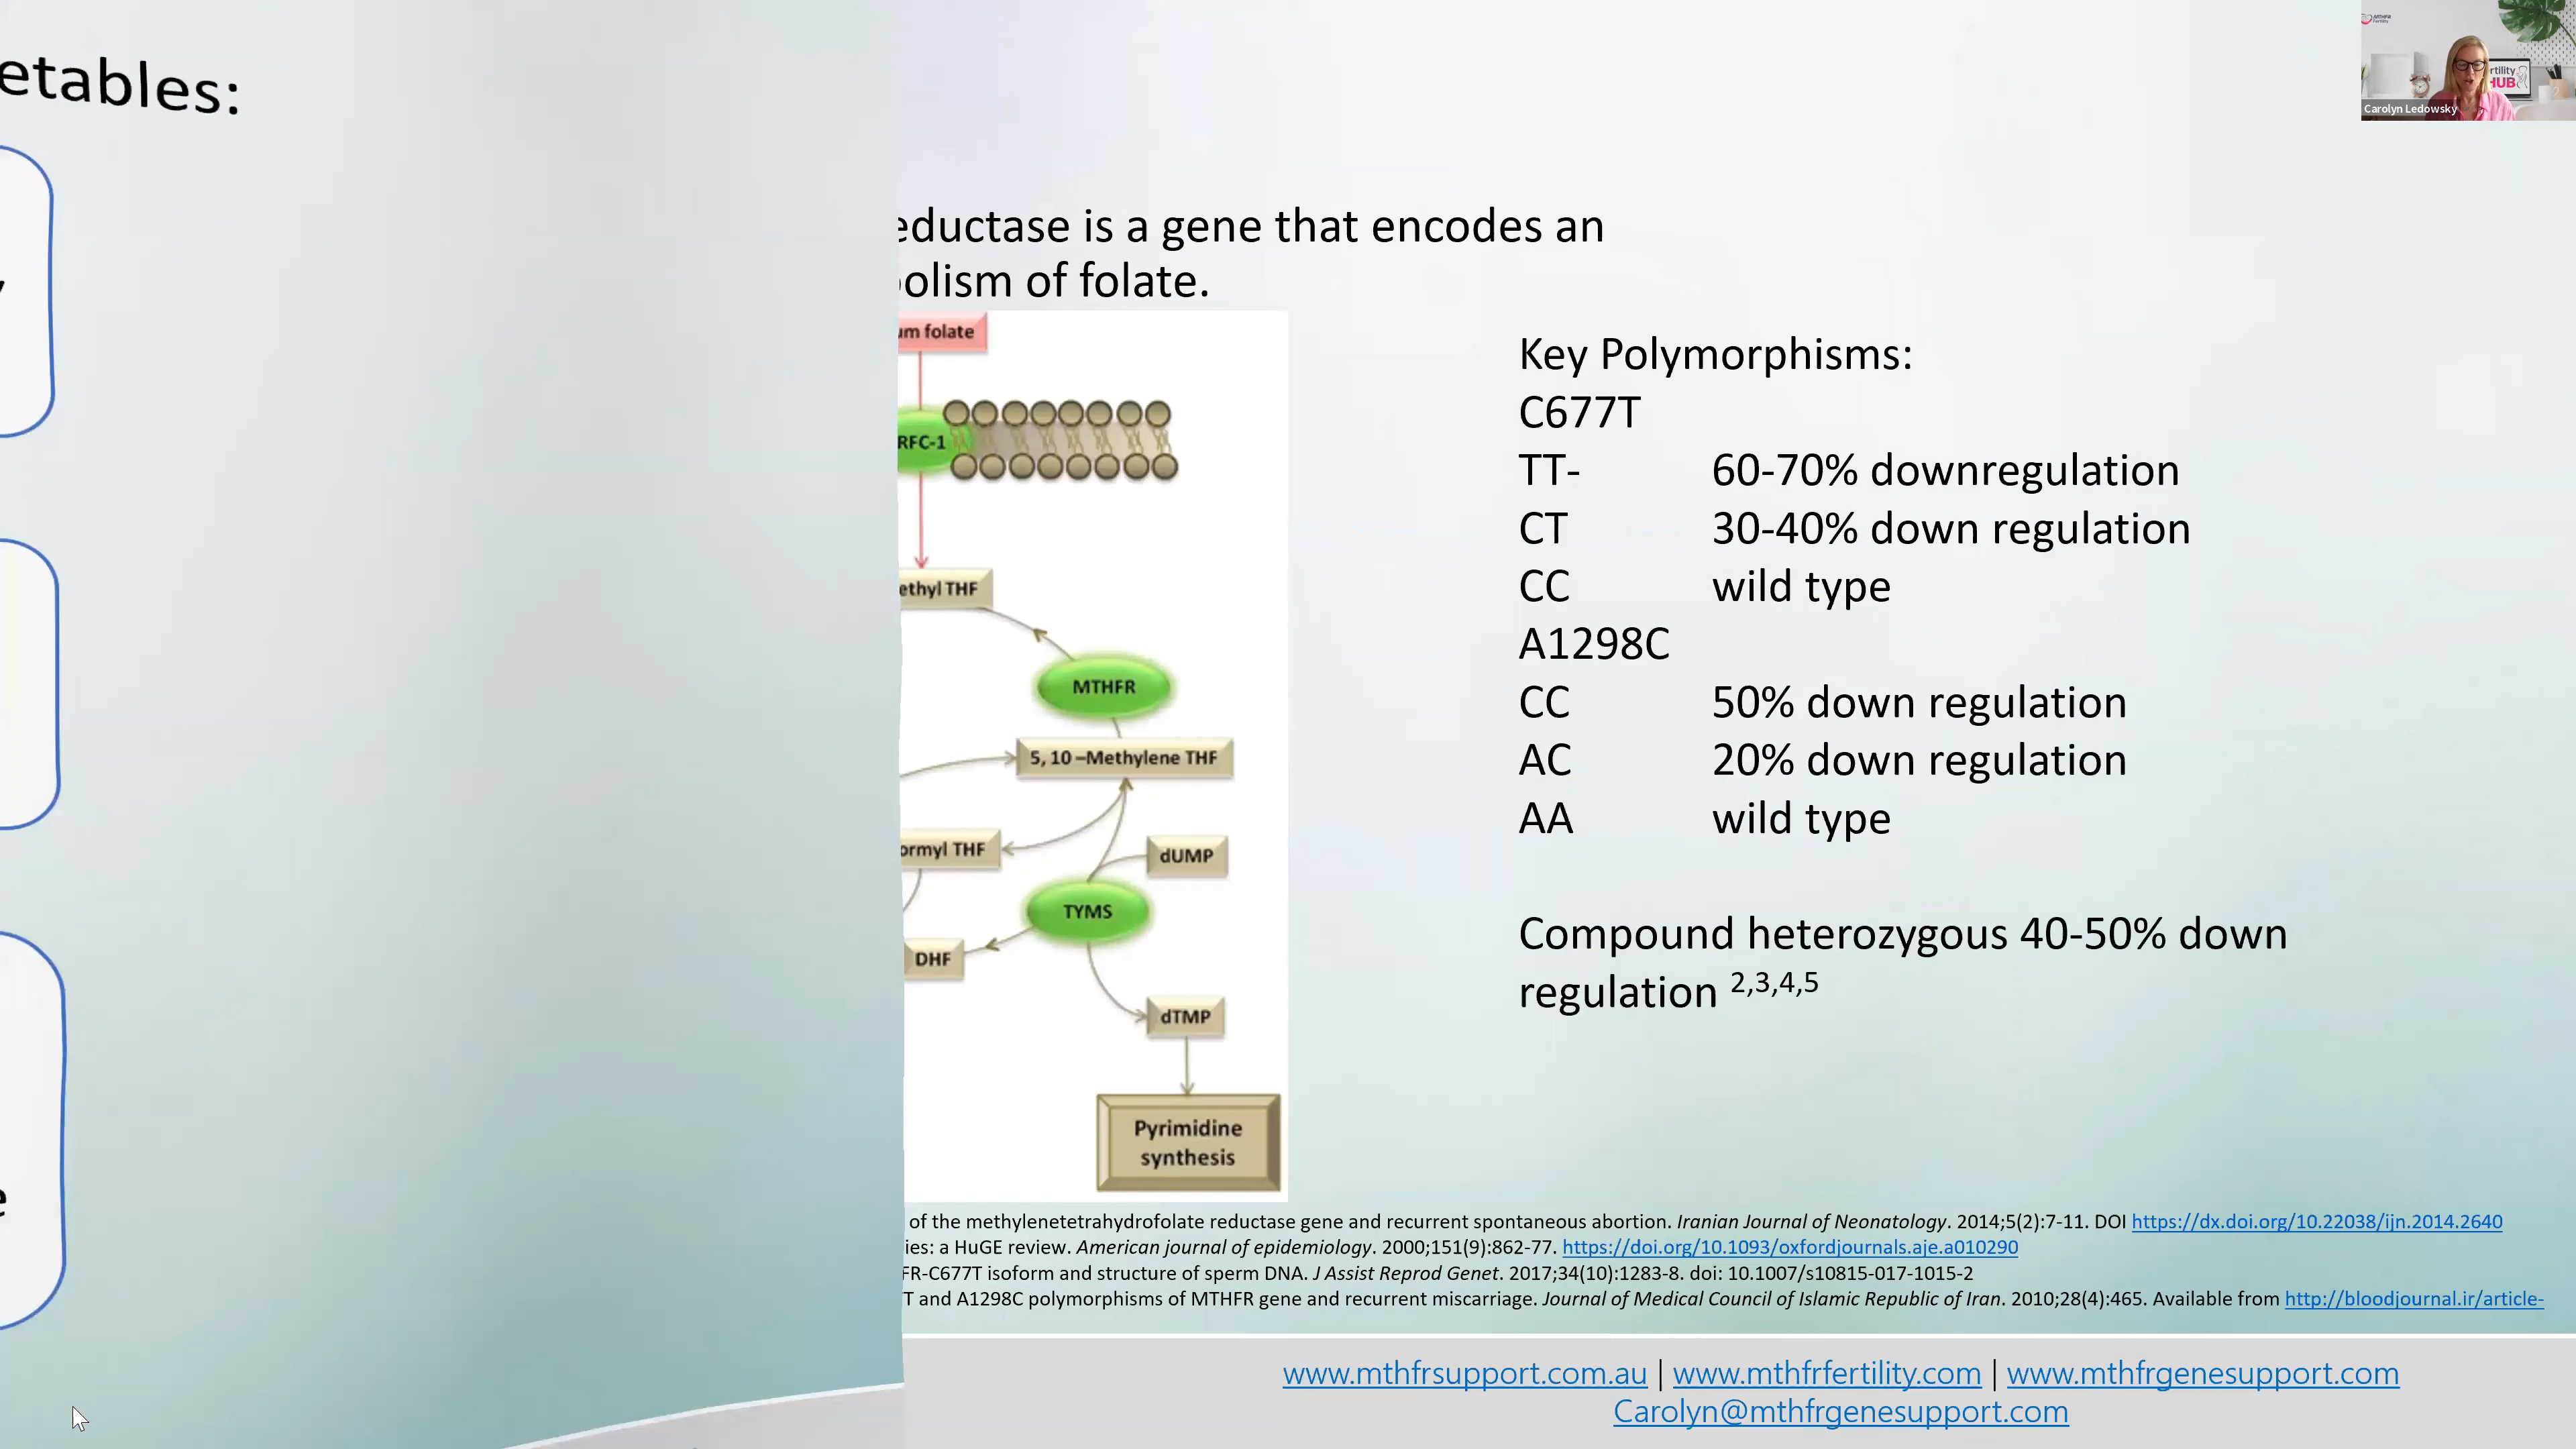 etables:
Carolyn Ledowsky
HUB
eductase is a gene that encodes an
olism of folate.
um folate
RFC-1
ethyl THF
MTHFR
5, 10 –Methylene THF
ormyl THF
dUMP
TYMS
DHF
dTMP
Pyrimidine
synthesis
Key Polymorphisms:
C677T
TT- 60-70% downregulation
CT 30-40% down regulation
CC wild type
A1298C
CC 50% down regulation
AC 20% down regulation
AA wild type
Compound heterozygous 40-50% down
regulation 2,3,4,5
of the methylenetetrahydrofolate reductase gene and recurrent spontaneous abortion. Iranian Journal of Neonatology. 2014;5(2):7-11. DOI https://dx.doi.org/10.22038/ijn.2014.2640
ies: a HuGE review. American journal of epidemiology. 2000;151(9):862-77. https://doi.org/10.1093/oxfordjournals.aje.a010290
FR-C677T isoform and structure of sperm DNA. J Assist Reprod Genet. 2017;34(10):1283-8. doi: 10.1007/s10815-017-1015-2
T and A1298C polymorphisms of MTHFR gene and recurrent miscarriage. Journal of Medical Council of Islamic Republic of Iran. 2010;28(4):465. Available from http://bloodjournal.ir/article-
www.mthfrsupport.com.au | www.mthfrfertility.com | www.mthfrgenesupport.com
Carolyn@mthfrgenesupport.com